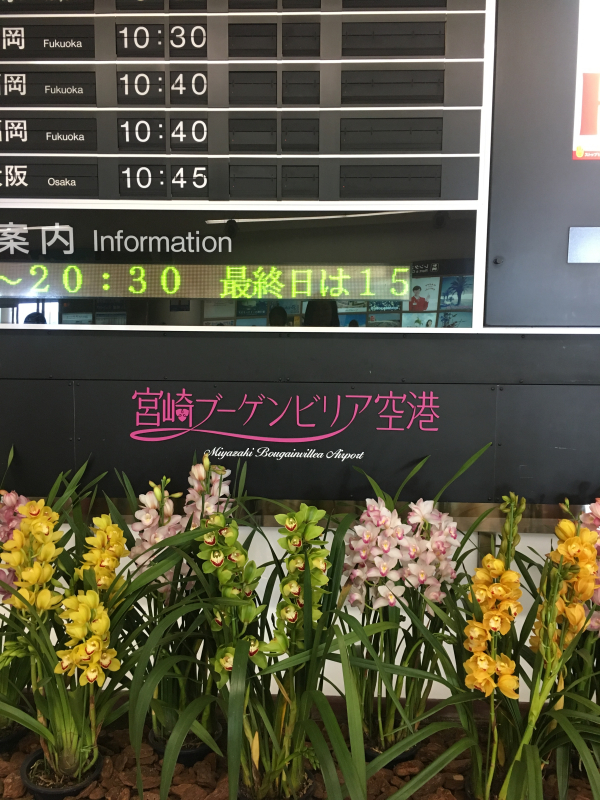 岡 Fukuoka 10:30
岡 Fukuoka 10:40
福岡 Fukuoka 10:40
阪 Osaka 10:45
案内 Information
～20:30 最終日は15
宮崎ブーゲンビリア空港
Miyazaki Bougainvillea Airport